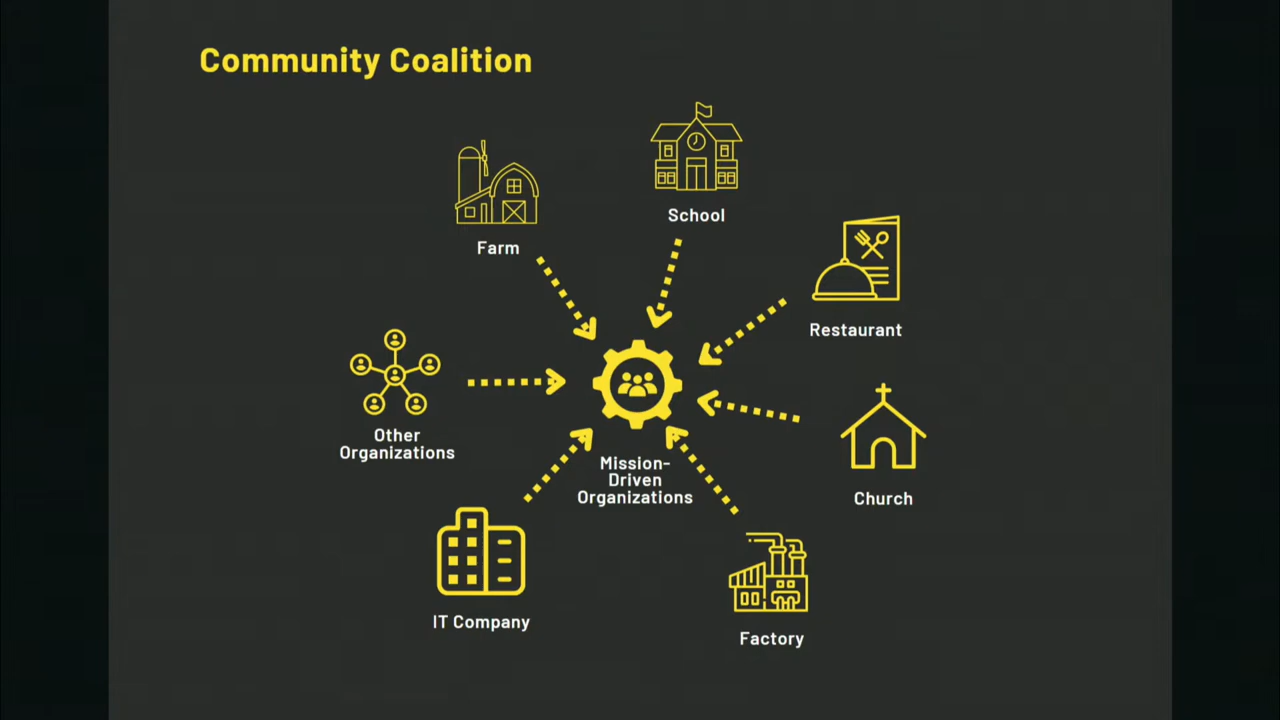 Community Coalition
School
Farm
Restaurant
Other
Organizations
Mission-
Driven
Organizations
Church
IT Company
Factory